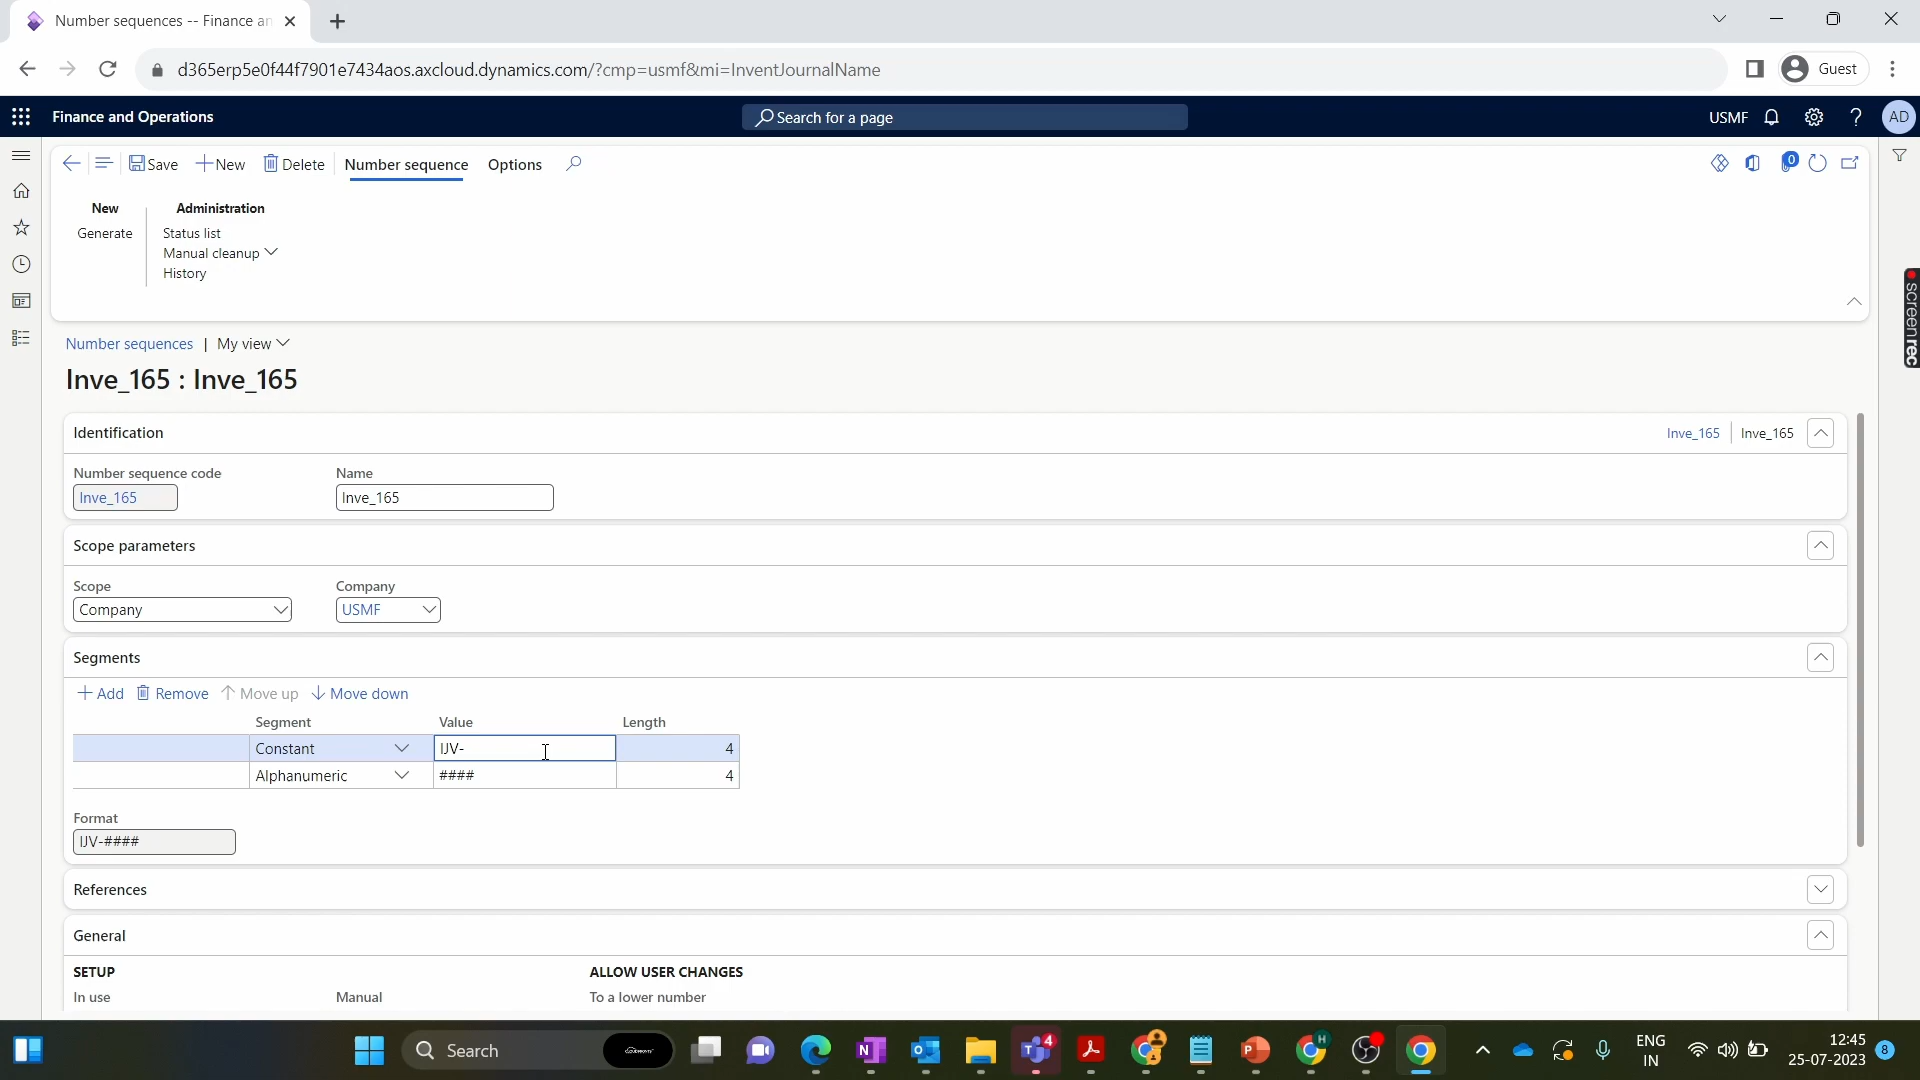 Number sequences -- Finance an
d365erp5e0f44f7901e7434aos.axcloud.dynamics.com/?cmp=usmf&mi=InventJournalName
Guest
Finance and Operations
Search for a page
USMF
?
AD
Save
New
Delete
Number sequence
Options
0
New
Administration
Generate
Status list
Manual cleanup
History
screenrec
Number sequences | My view
Inve_165 : Inve_165
Identification
Inve_165
Inve_165
Number sequence code
Name
Inve_165
Inve_165
Scope parameters
Scope
Company
Company
USMF
Segments
Add
Remove
Move up
Move down
Segment
Value
Length
Constant
IJV-
4
Alphanumeric
####
4
Format
IJV-####
References
General
SETUP
ALLOW USER CHANGES
In use
Manual
To a lower number
Search
4
H
ENG
IN
12:45
25-07-2023
8